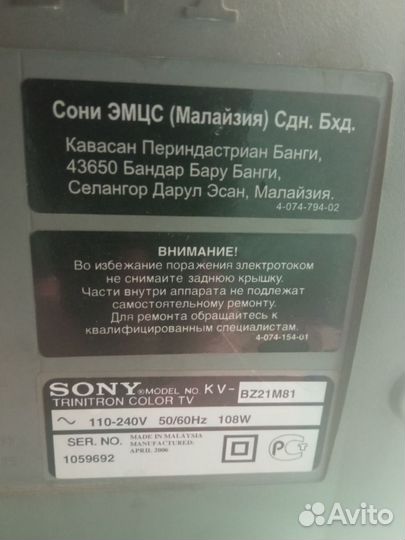 Сони ЭМЦС (Малайзия) Сдн. Бхд.
Кавасан Периндастриан Банги,
43650 Бандар Бару Банги,
Селангор Дарул Эсан, Малайзия.
4-074-794-02
ВНИМАНИЕ!
Во избежание поражения злектротоком
не снимайте заднюю крышку.
Части внутри аппарата не подлежат
самостоятельному ремонту.
Для ремонта обращайтесь к
квалифицированным специалистам.
4-074-154-01
SONY® MODEL NO KV-BZ21M81
TRINITRON COLOR TV
~ 110-240V 50/60Hz 108W
SER. NO. MADE IN MALAYSIA
Manufactured:
1059692 APRIL 2006
РСТ
Avito